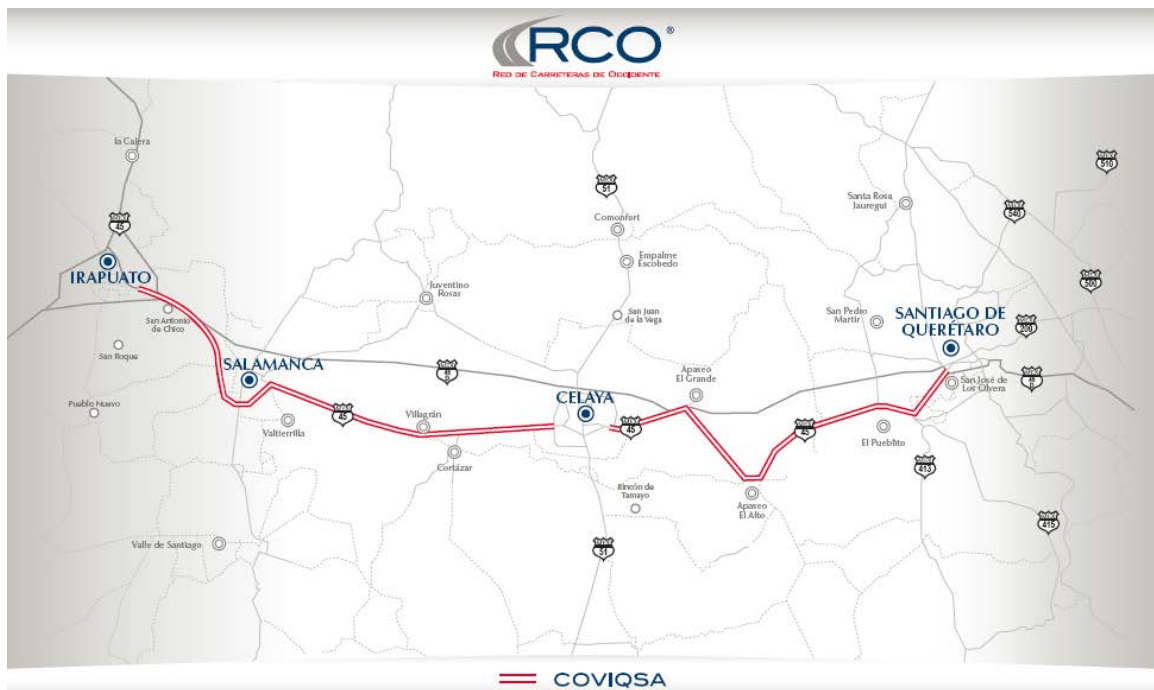 RCO®
RED DE CARRETERAS DE OCCIDENTE
la Calera
45
IRAPUATO
San Antonio
de Chico
San Roque
Pueblo Nuevo
SALAMANCA
Valtierrilla
Valle de Santiago
Juventino
Rosas
45
Villagrán
Cortázar
45
D
51
Comonfort
Empalme
Escobedo
San Juan
de la Vega
CELAYA
45
Apaseo
El Grande
Rincón de
Tamayo
51
Apaseo
El Alto
45
Santa Rosa
Jauregui
San Pedro
Martir
SANTIAGO DE
QUERÉTARO
San José de
Los Olvera
El Pueblito
413
415
510
540
500
200
45
D
COVIQSA